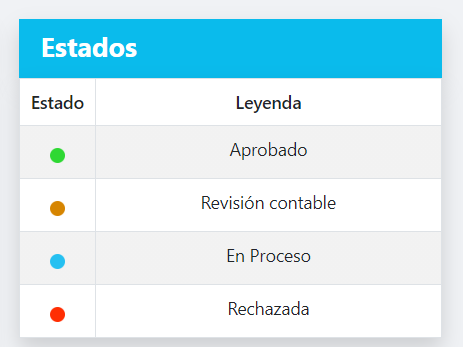 Estados
Estado Leyenda
Aprobado
Revisión contable
En Proceso
Rechazada